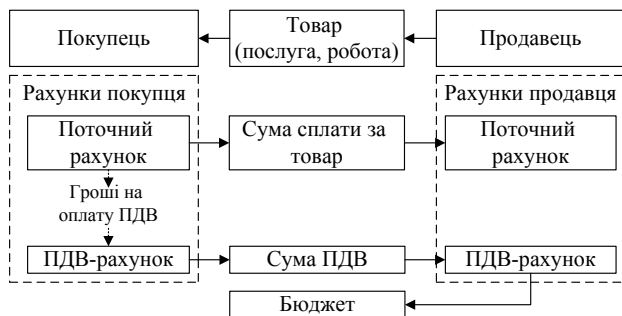 Покупець
Товар
(послуга, робота)
Продавець
Рахунки покупця
Рахунки продавця
Поточний
рахунок
Сума сплати за
товар
Поточний
рахунок
Гроші на
оплату ПДВ
ПДВ-рахунок
Сума ПДВ
ПДВ-рахунок
Бюджет